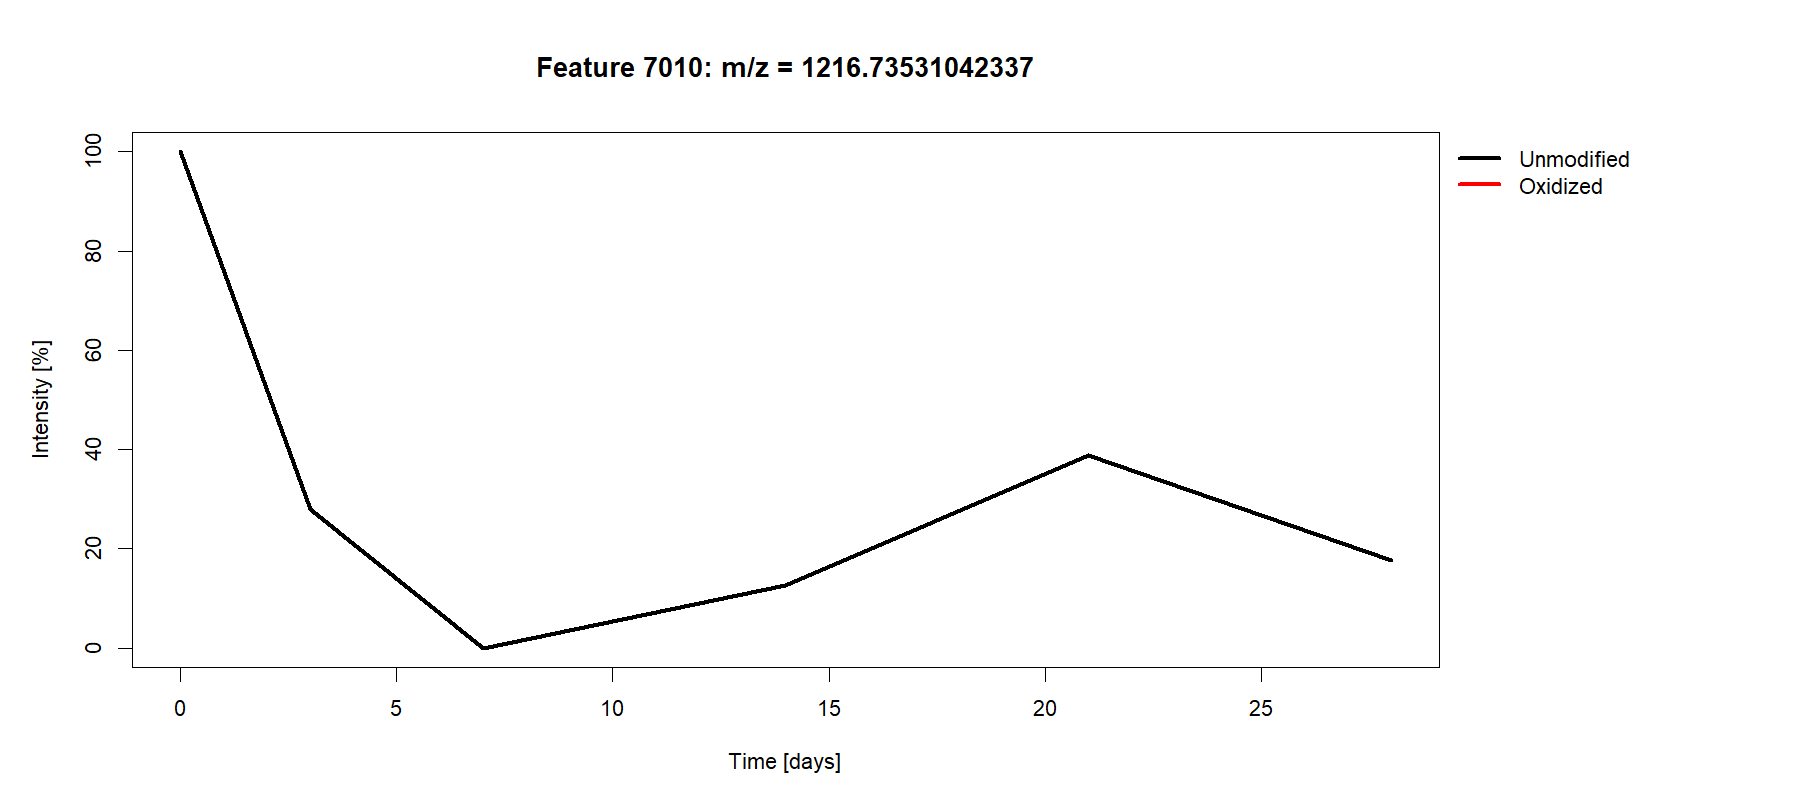 Feature 7010: m/z = 1216.73531042337
Unmodified
Oxidized
Intensity [%]
100
80
60
40
20
0
0 5 10 15 20 25
Time [days]